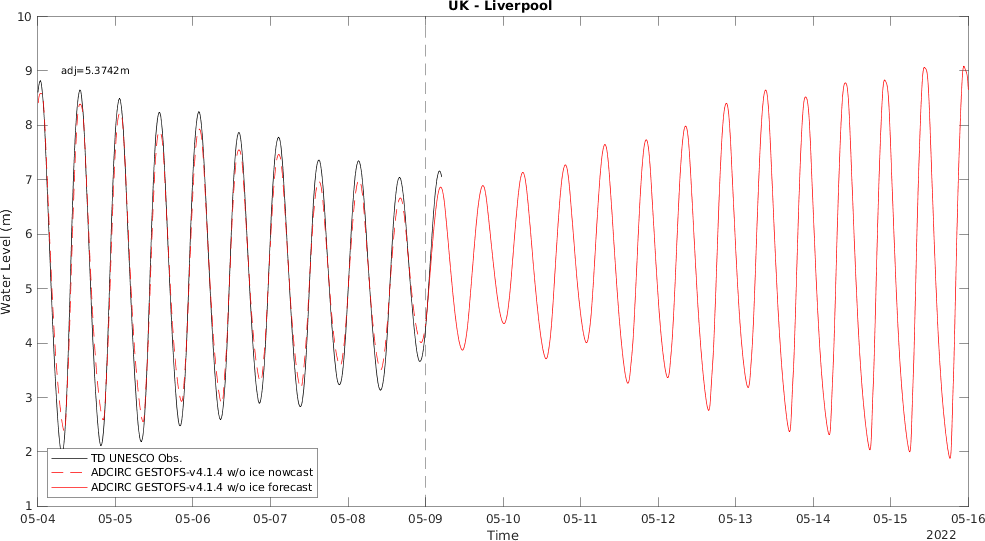 UK - Liverpool
10
9
8
7
6
5
4
3
2
1
Water Level (m)
adj=5.3742m
TD UNESCO Obs.
ADCIRC GESTOFS-v4.1.4 w/o ice nowcast
ADCIRC GESTOFS-v4.1.4 w/o ice forecast
05-04 05-05 05-06 05-07 05-08 05-09 05-10 05-11 05-12 05-13 05-14 05-15 05-16
Time
2022